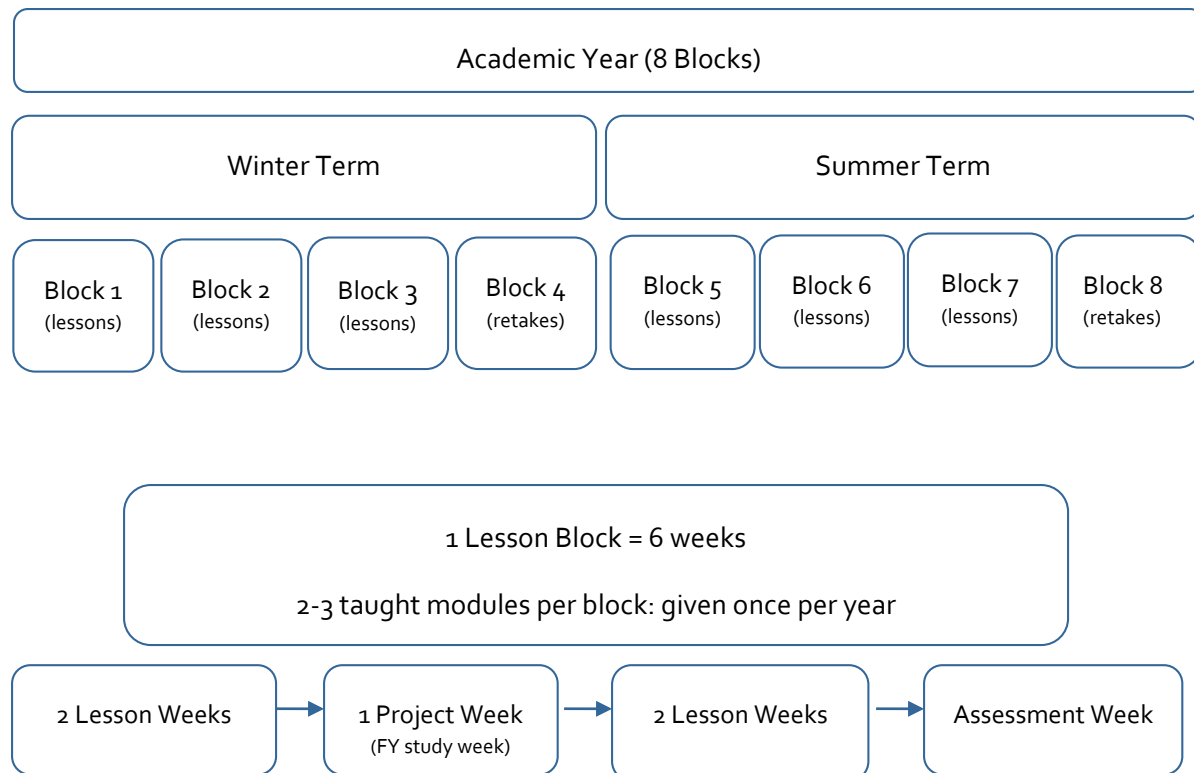 Academic Year (8 Blocks)
Winter Term
Summer Term
Block 1
(lessons)
Block 2
(lessons)
Block 3
(lessons)
Block 4
(retakes)
Block 5
(lessons)
Block 6
(lessons)
Block 7
(lessons)
Block 8
(retakes)
1 Lesson Block = 6 weeks
2-3 taught modules per block: given once per year
2 Lesson Weeks
1 Project Week
(FY study week)
2 Lesson Weeks
Assessment Week